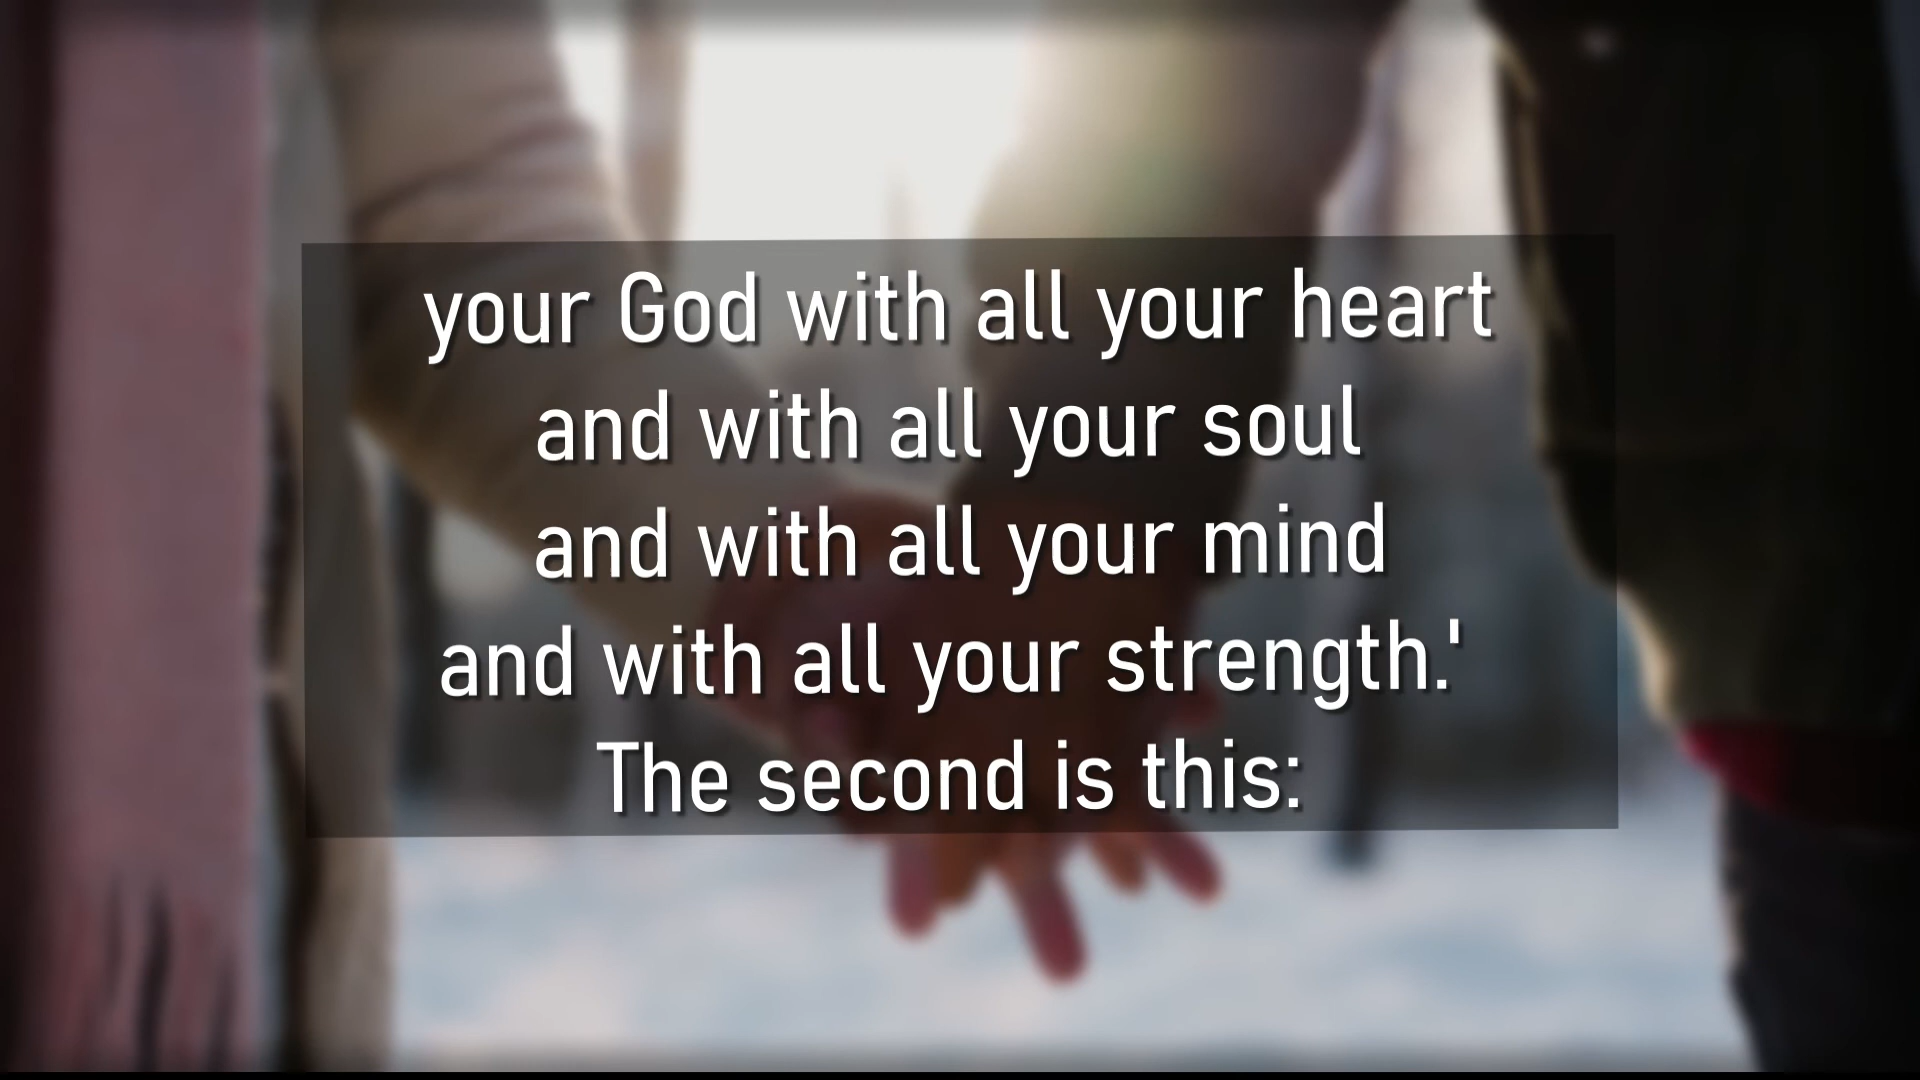 your God with all your heart
and with all your soul
and with all your mind
and with all your strength.'
The second is this: